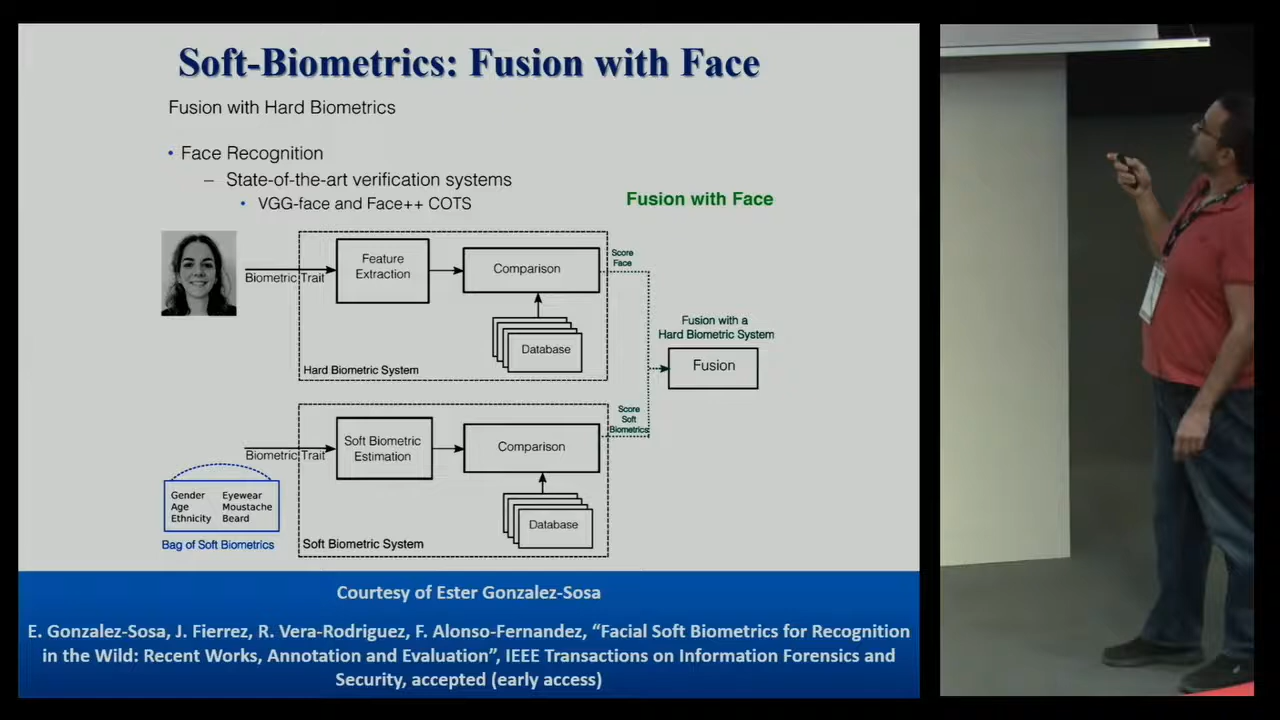 Soft-Biometrics: Fusion with Face
Fusion with Hard Biometrics
• Face Recognition
– State-of-the-art verification systems
• VGG-face and Face++ COTS
Fusion with Face
Biometric Trait
Feature
Extraction
Comparison
Database
Hard Biometric System
Score
Face
Fusion with a
Hard Biometric System
Fusion
Score
Soft
Biometrics
Biometric Trait
Soft Biometric
Estimation
Comparison
Database
Soft Biometric System
Gender Eyewear
Age Moustache
Ethnicity Beard
Bag of Soft Biometrics
Courtesy of Ester Gonzalez-Sosa
E. Gonzalez-Sosa, J. Fierrez, R. Vera-Rodriguez, F. Alonso-Fernandez, “Facial Soft Biometrics for Recognition
in the Wild: Recent Works, Annotation and Evaluation”, IEEE Transactions on Information Forensics and
Security, accepted (early access)